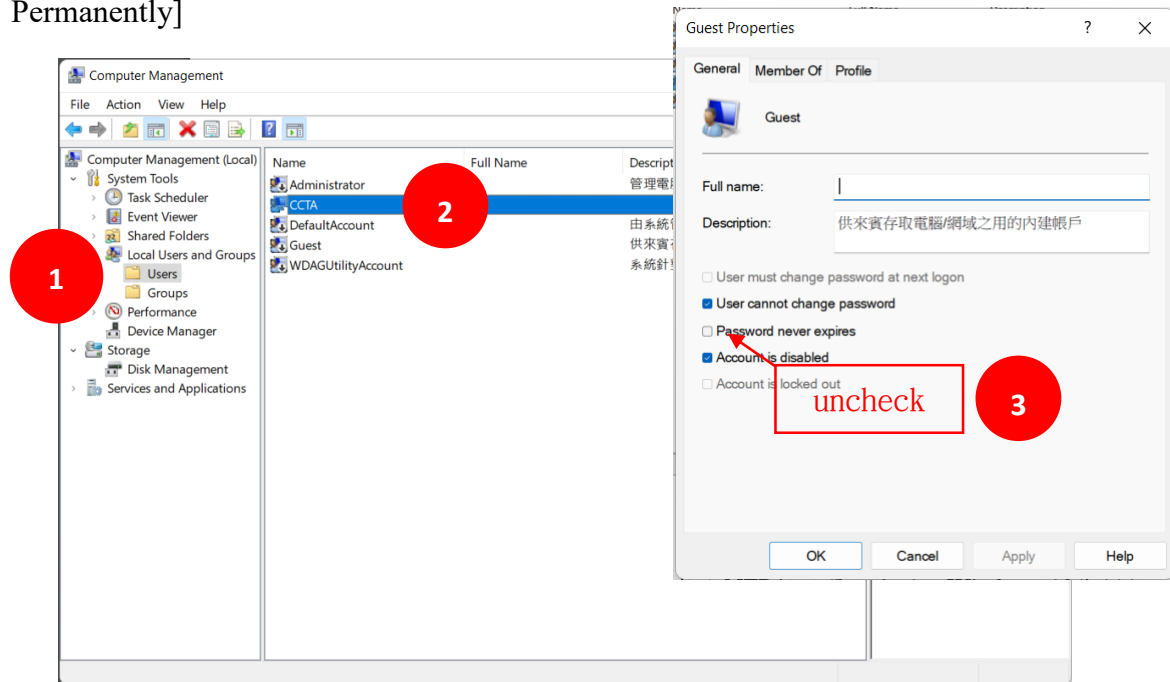 Permanently]
Computer Management
File Action View Help
Computer Management (Local)
System Tools
Task Scheduler
Event Viewer
Shared Folders
Local Users and Groups
Users
Groups
Performance
Device Manager
Storage
Disk Management
Services and Applications
1
Name Full Name Descript
Administrator 管理電
CCTA
DefaultAccount 由系統
Guest 供來賓
WDAGUtilityAccount 系統針
2
Guest Properties ? ×
General Member Of Profile
Guest
Full name:
Description: 供來賓存取電腦/網域之用的內建帳戶
User must change password at next logon
User cannot change password
Password never expires
Account is disabled
Account is locked out
uncheck
3
OK Cancel Apply Help